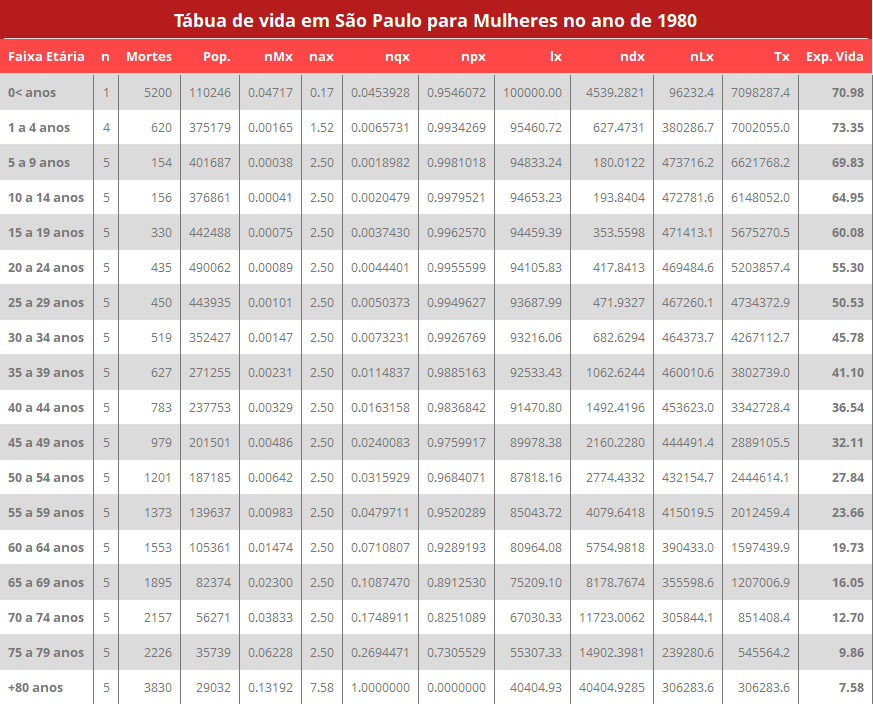 Tábua de vida em São Paulo para Mulheres no ano de 1980
Faixa Etária n Mortes Pop. nMx nax nqx npx lx ndx nLx Tx Exp. Vida
0< anos 1 5200 110246 0.04717 0.17 0.0453928 0.9546072 100000.00 4539.2821 96232.4 7098287.4 70.98
1 a 4 anos 4 620 375179 0.00165 1.52 0.0065731 0.9934269 95460.72 627.4731 380286.7 7002055.0 73.35
5 a 9 anos 5 154 401687 0.00038 2.50 0.0018982 0.9981018 94833.24 180.0122 473716.2 6621768.2 69.83
10 a 14 anos 5 156 376861 0.00041 2.50 0.0020479 0.9979521 94653.23 193.8404 472781.6 6148052.0 64.95
15 a 19 anos 5 330 442488 0.00075 2.50 0.0037430 0.9962570 94459.39 353.5598 471413.1 5675270.5 60.08
20 a 24 anos 5 435 490062 0.00089 2.50 0.0044401 0.9955599 94105.83 417.8413 469484.6 5203857.4 55.30
25 a 29 anos 5 450 443935 0.00101 2.50 0.0050373 0.9949627 93687.99 471.9327 467260.1 4734372.9 50.53
30 a 34 anos 5 519 352427 0.00147 2.50 0.0073231 0.9926769 93216.06 682.6294 464373.7 4267112.7 45.78
35 a 39 anos 5 627 271255 0.00231 2.50 0.0114837 0.9885163 92533.43 1062.6244 460010.6 3802739.0 41.10
40 a 44 anos 5 783 237753 0.00329 2.50 0.0163158 0.9836842 91470.80 1492.4196 453623.0 3342728.4 36.54
45 a 49 anos 5 979 201501 0.00486 2.50 0.0240083 0.9759917 89978.38 2160.2280 444491.4 2889105.5 32.11
50 a 54 anos 5 1201 187185 0.00642 2.50 0.0315929 0.9684071 87818.16 2774.4332 432154.7 2444614.1 27.84
55 a 59 anos 5 1373 139637 0.00983 2.50 0.0479711 0.9520289 85043.72 4079.6418 415019.5 2012459.4 23.66
60 a 64 anos 5 1553 105361 0.01474 2.50 0.0710807 0.9289193 80964.08 5754.9818 390433.0 1597439.9 19.73
65 a 69 anos 5 1895 82374 0.02300 2.50 0.1087470 0.8912530 75209.10 8178.7674 355598.6 1207006.9 16.05
70 a 74 anos 5 2157 56271 0.03833 2.50 0.1748911 0.8251089 67030.33 11723.0062 305844.1 851408.4 12.70
75 a 79 anos 5 2226 35739 0.06228 2.50 0.2694471 0.7305529 55307.33 14902.3981 239280.6 545564.2 9.86
+80 anos 5 3830 29032 0.13192 7.58 1.0000000 0.0000000 40404.93 40404.9285 306283.6 306283.6 7.58